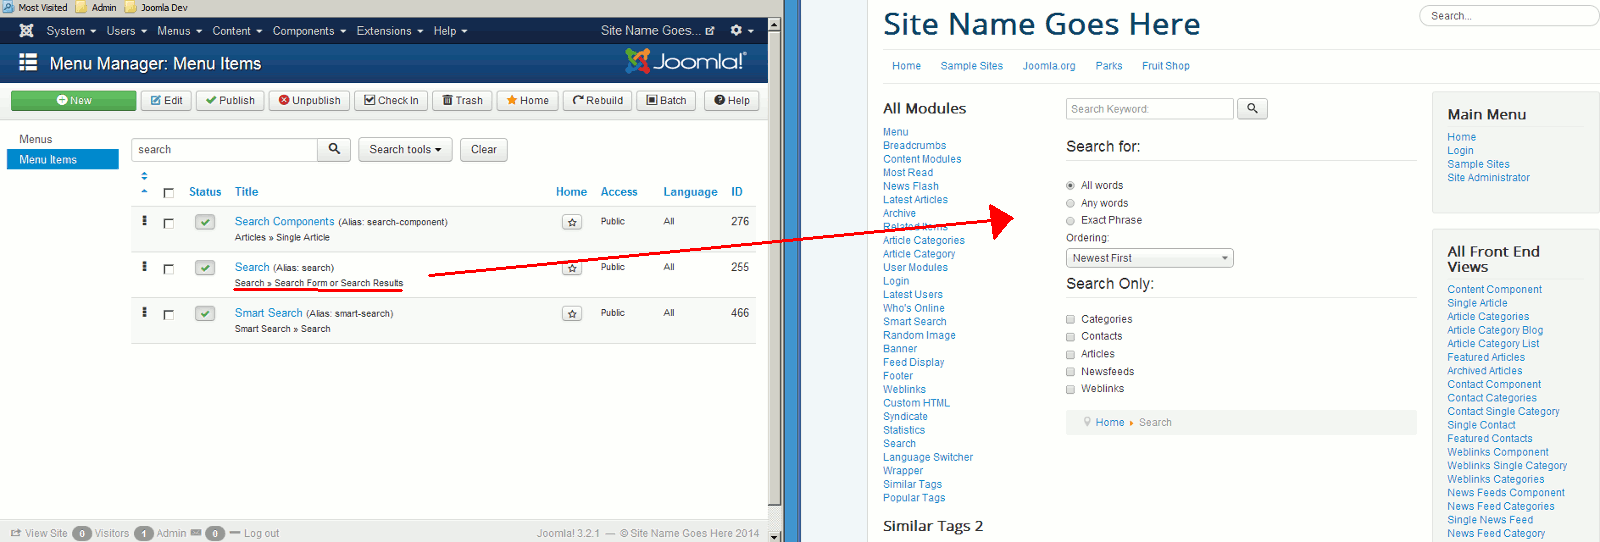 Most Visited Admin Joomla Dev
System Users Menus Content Components Extensions Help Site Name Goes...
Menu Manager: Menu Items Joomla!
New Edit Publish Unpublish Check In Trash Home Rebuild Batch Help
Menus
Menu Items
search Search tools Clear
Status Title Home Access Language ID
Search Components (Alias: search-component) Public All 276
Articles » Single Article
Search (Alias: search) Public All 255
Search » Search Form or Search Results
Smart Search (Alias: smart-search) Public All 466
Smart Search » Search
View Site 0 Visitors 1 Admin 0 Log out Joomla! 3.2.1 — © Site Name Goes Here 2014
Site Name Goes Here
Search...
Home Sample Sites Joomla.org Parks Fruit Shop
All Modules
Menu
Breadcrumbs
Content Modules
Most Read
News Flash
Latest Articles
Archive
Related Items
Article Categories
Article Category
User Modules
Login
Latest Users
Who's Online
Smart Search
Random Image
Banner
Feed Display
Footer
Weblinks
Custom HTML
Syndicate
Statistics
Search
Language Switcher
Wrapper
Similar Tags
Popular Tags
Similar Tags 2
Search Keyword:
Search for:
All words
Any words
Exact Phrase
Ordering:
Newest First
Search Only:
Categories
Contacts
Articles
Newsfeeds
Weblinks
Home Search
Main Menu
Home
Login
Sample Sites
Site Administrator
All Front End
Views
Content Component
Single Article
Article Categories
Article Category Blog
Article Category List
Featured Articles
Archived Articles
Contact Component
Contact Categories
Contact Single Category
Single Contact
Featured Contacts
Weblinks Component
Weblinks Single Category
Weblinks Categories
News Feeds Component
News Feed Categories
Single News Feed
News Feed Category